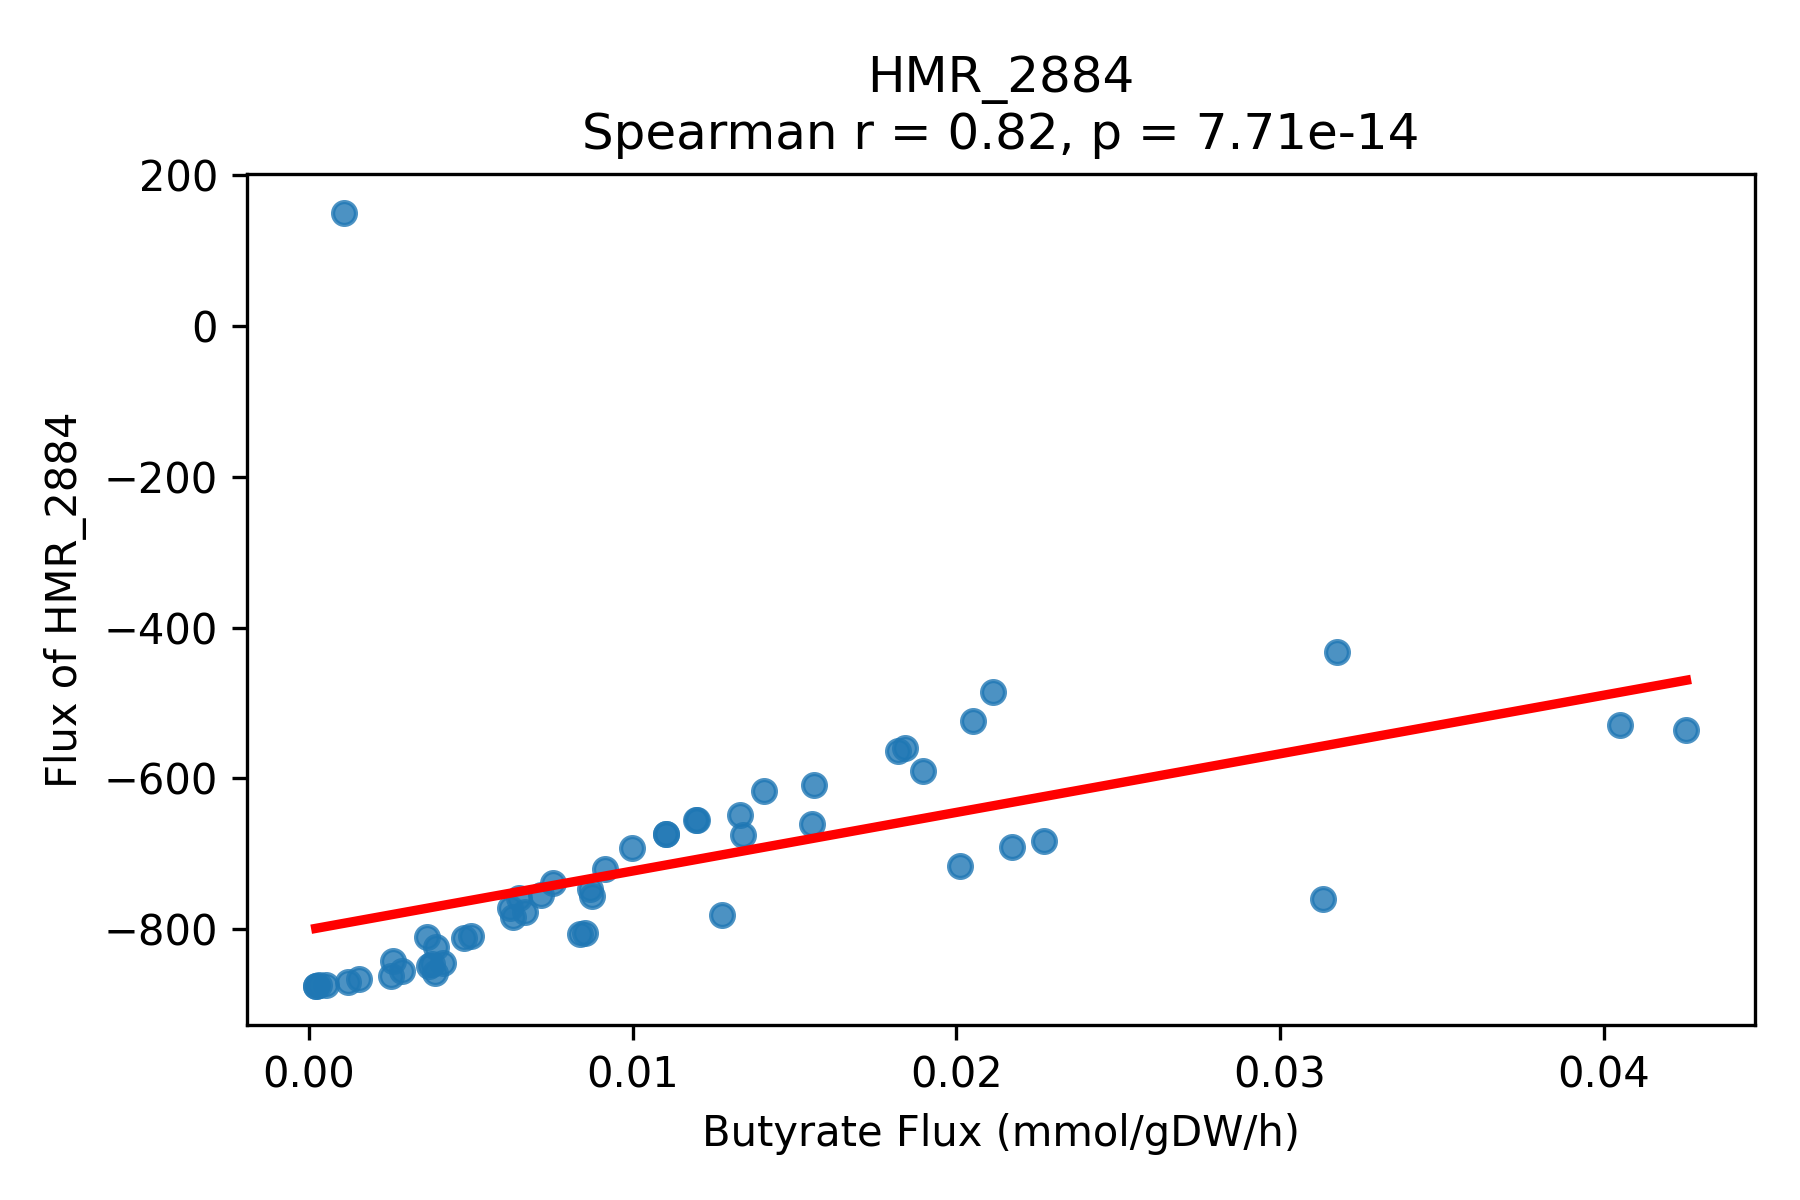 HMR_2884
Spearman r = 0.82, p = 7.71e-14
200
0
−200
−400
−600
−800
Flux of HMR_2884
0.00 0.01 0.02 0.03 0.04
Butyrate Flux (mmol/gDW/h)